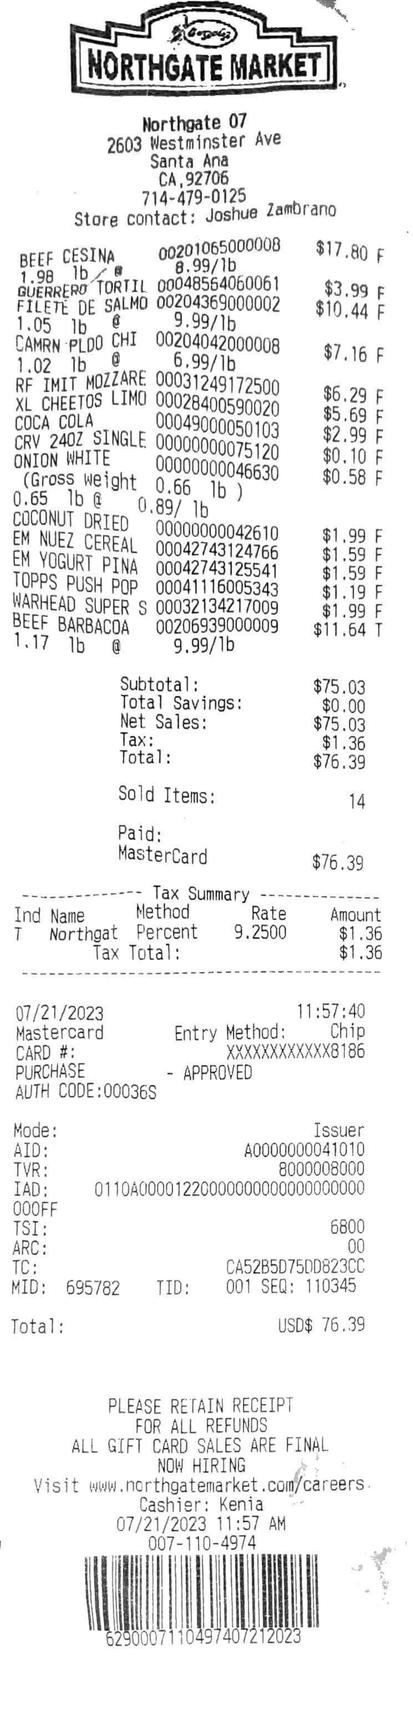 Gonzalez
NORTHGATE MARKET
Northgate 07
2603 Westminster Ave
Santa Ana
CA,92706
714-479-0125
Store contact: Joshue Zambrano
BEEF CESINA 00201065000008 $17.80 F
1.98 lb @ 8.99/lb
GUERRERO TORTIL 00048564060061 $3.99 F
FILETE DE SALMO 00204369000002 $10.44 F
1.05 lb @ 9.99/lb
CAMRN PLDO CHI 00204042000008 $7.16 F
1.02 lb @ 6.99/lb
RF IMIT MOZZARE 00031249172500 $6.29 F
XL CHEETOS LIMO 00028400590020 $5.69 F
COCA COLA 00049000050103 $2.99 F
CRV 24OZ SINGLE 00000000075120 $0.10 F
ONION WHITE 00000000046630 $0.58 F
(Gross weight 0.66 lb )
0.65 lb @ 0.89/ lb
COCONUT DRIED 00000000042610 $1.99 F
EM NUEZ CEREAL 00042743124766 $1.59 F
EM YOGURT PINA 00042743125541 $1.59 F
TOPPS PUSH POP 00041116005343 $1.19 F
WARHEAD SUPER S 00032134217009 $1.99 F
BEEF BARBACOA 00206939000009 $11.64 T
1.17 lb @ 9.99/lb
Subtotal: $75.03
Total Savings: $0.00
Net Sales: $75.03
Tax: $1.36
Total: $76.39
Sold Items: 14
Paid:
MasterCard $76.39
------------- Tax Summary -------------
Ind Name Method Rate Amount
T Northgat Percent 9.2500 $1.36
Tax Total: $1.36
07/21/2023 11:57:40
Mastercard Entry Method: Chip
CARD #: XXXXXXXXXXXX8186
PURCHASE - APPROVED
AUTH CODE:00036S
Mode: Issuer
AID: A0000000041010
TVR: 8000008000
IAD: 0110A00001220000000000000000000
000FF
TSI: 6800
ARC: 00
TC: CA52B5D75DD823CC
MID: 695782 TID: 001 SEQ: 110345
Total: USD$ 76.39
PLEASE RETAIN RECEIPT
FOR ALL REFUNDS
ALL GIFT CARD SALES ARE FINAL
NOW HIRING
Visit www.northgatemarket.com/careers.
Cashier: Kenia
07/21/2023 11:57 AM
007-110-4974
6290007110497407212023